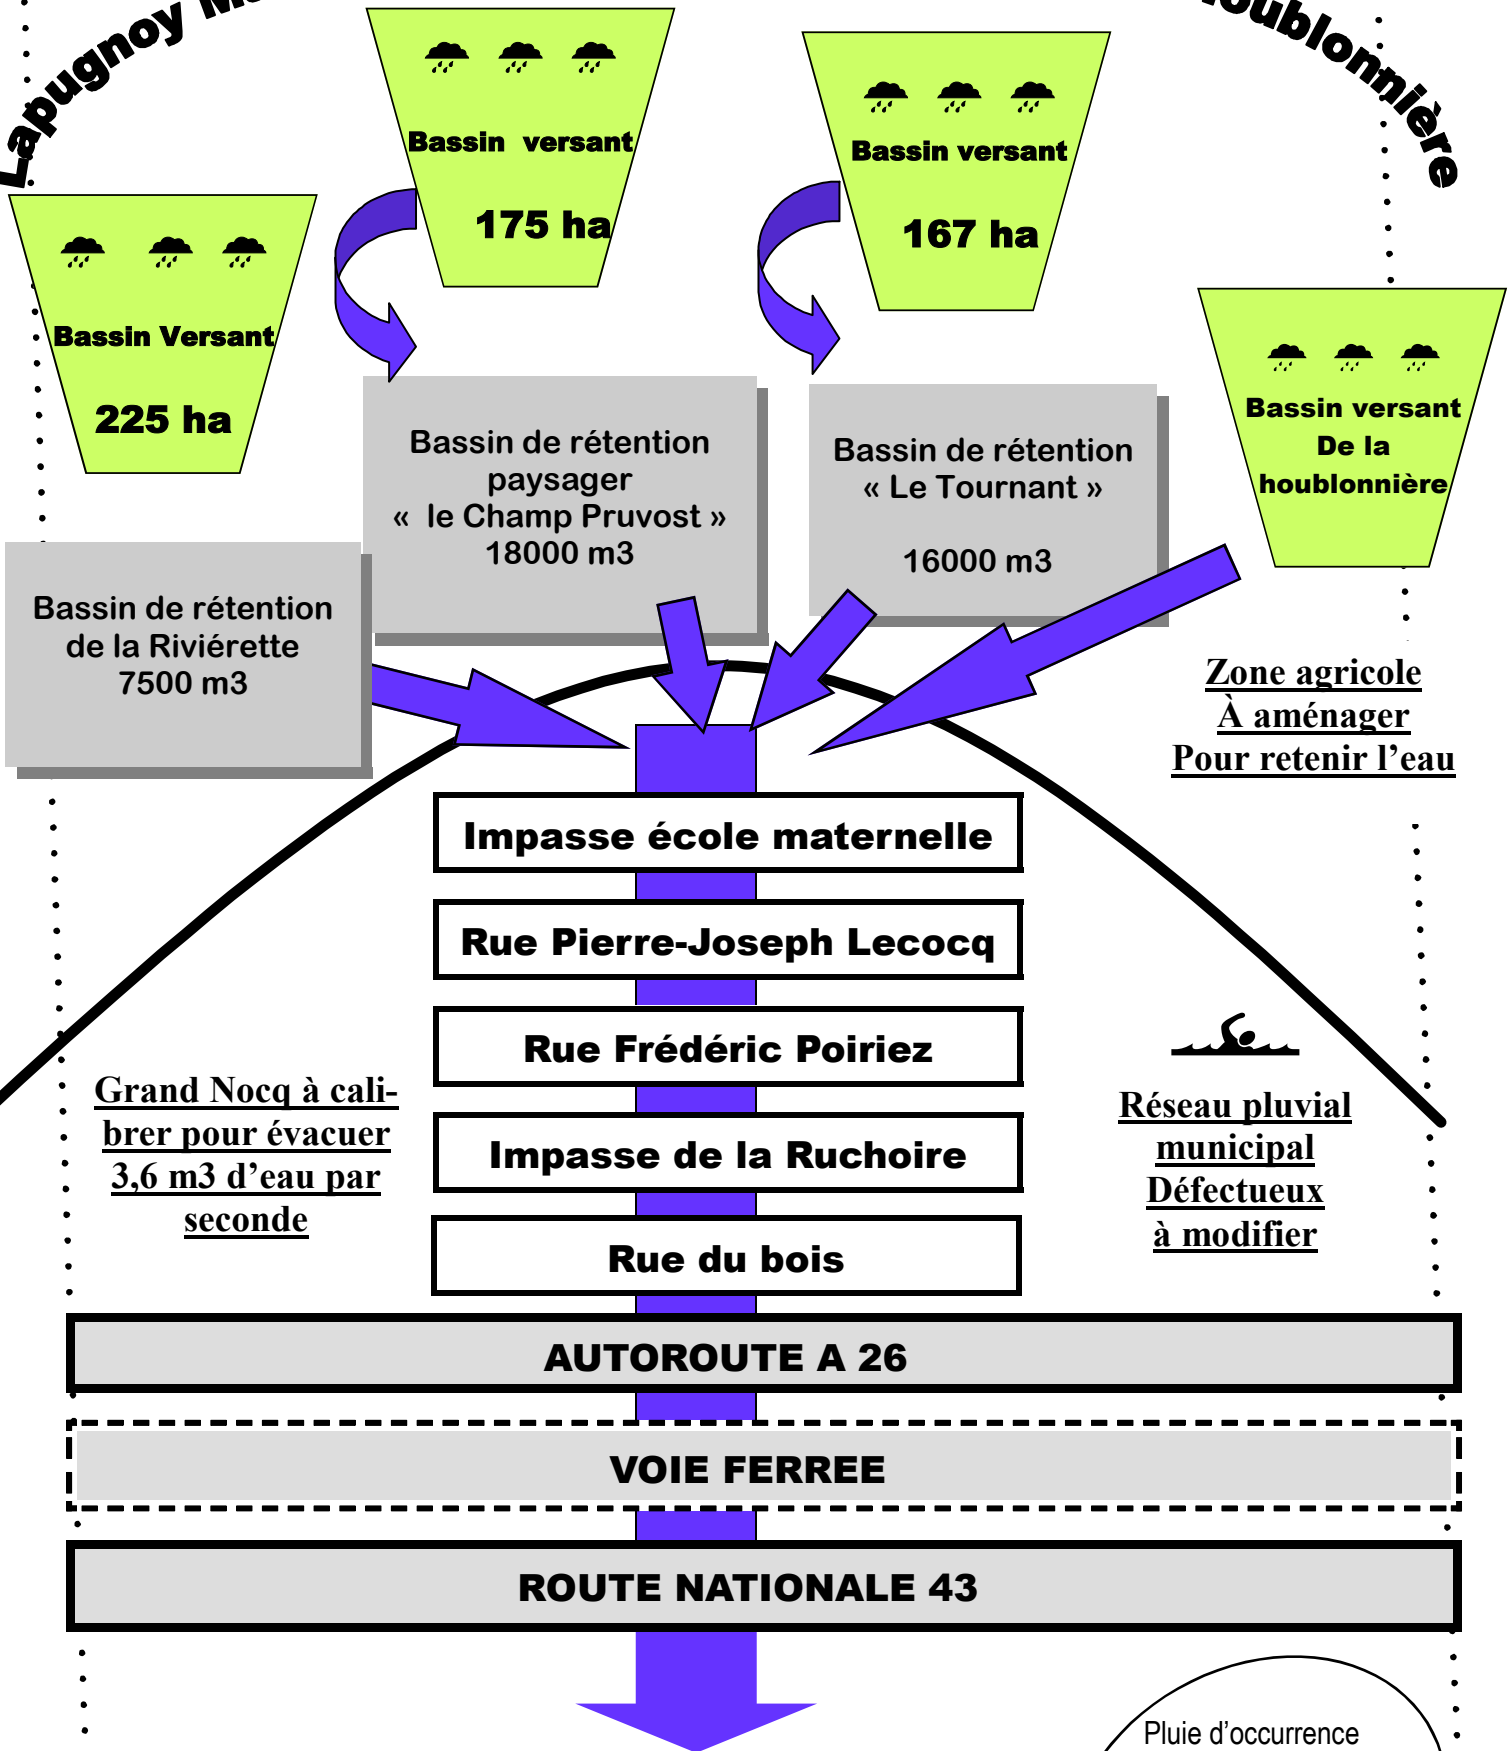 Lapugnoy
houblonnière
Bassin versant
175 ha
Bassin versant
167 ha
Bassin Versant
225 ha
Bassin versant
De la
houblonnière
Bassin de rétention
paysager
« le Champ Pruvost »
18000 m3
Bassin de rétention
« Le Tournant »
16000 m3
Bassin de rétention
de la Riviérette
7500 m3
Zone agricole
À aménager
Pour retenir l’eau
Impasse école maternelle
Rue Pierre-Joseph Lecocq
Rue Frédéric Poiriez
Impasse de la Ruchoire
Rue du bois
Grand Nocq à cali-
brer pour évacuer
3,6 m3 d’eau par
seconde
Réseau pluvial
municipal
Défectueux
à modifier
AUTOROUTE A 26
VOIE FERREE
ROUTE NATIONALE 43
Pluie d’occurrence